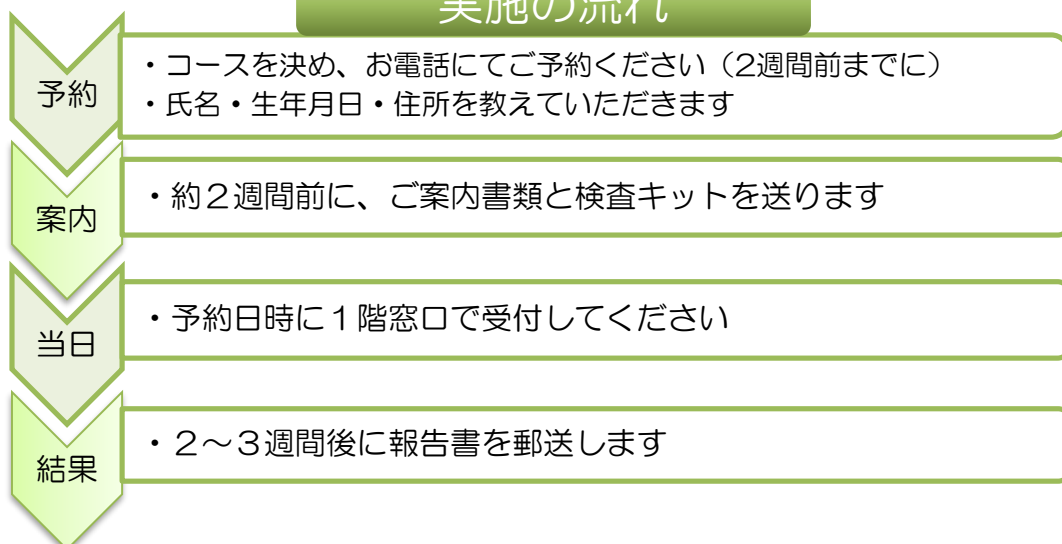 実施の流れ
予約
・コースを決め、お電話にてご予約ください（2週間前までに）
・氏名・生年月日・住所を教えていただきます
案内
・約２週間前に、ご案内書類と検査キットを送ります
当日
・予約日時に１階窓口で受付してください
結果
・２～３週間後に報告書を郵送します